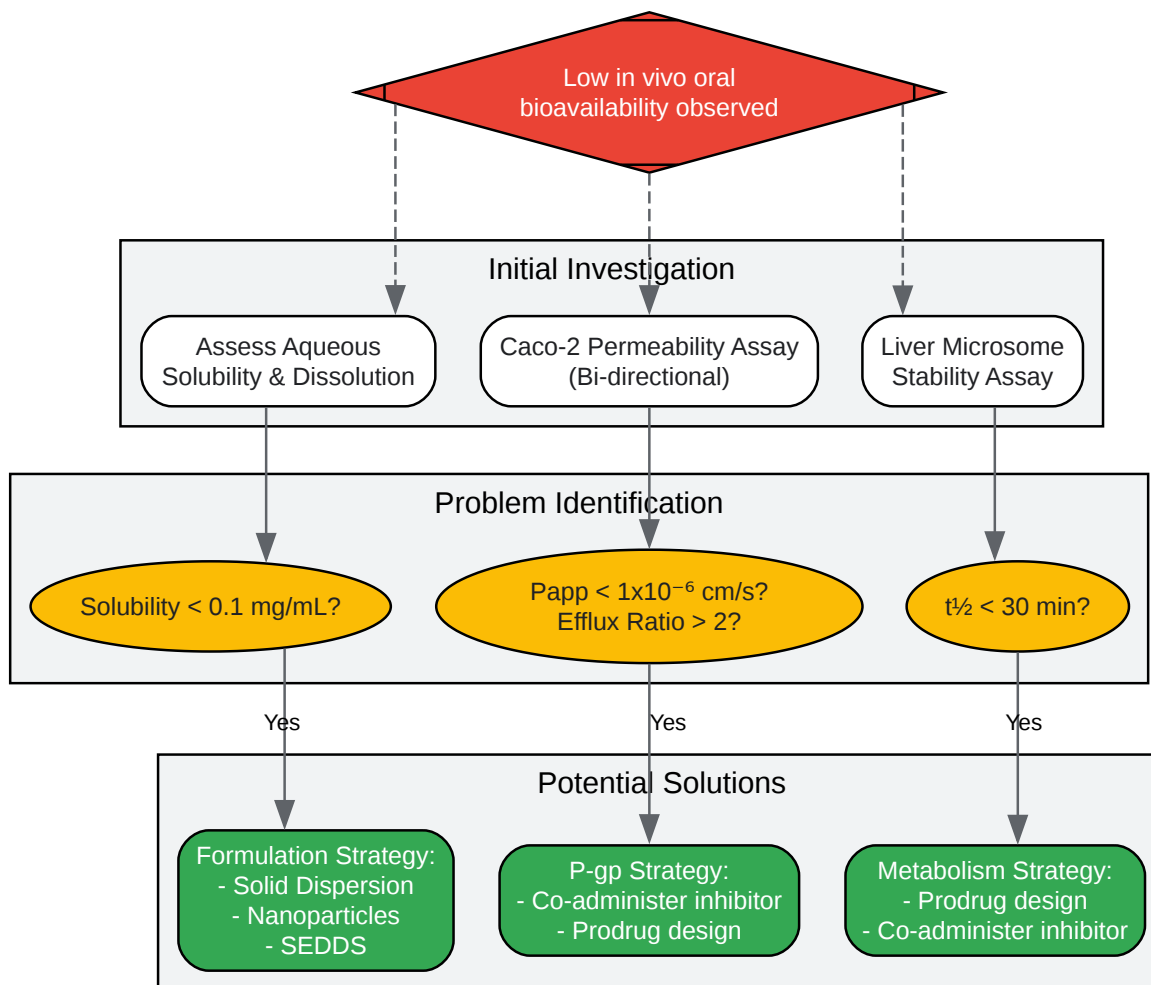 Low in vivo oral
bioavailability observed
Initial Investigation
Assess Aqueous
Solubility & Dissolution
Caco-2 Permeability Assay
(Bi-directional)
Liver Microsome
Stability Assay
Problem Identification
Solubility < 0.1 mg/mL?
Papp < 1x10⁻⁶ cm/s?
Efflux Ratio > 2?
t½ < 30 min?
Yes
Yes
Yes
Potential Solutions
Formulation Strategy:
- Solid Dispersion
- Nanoparticles
- SEDDS
P-gp Strategy:
- Co-administer inhibitor
- Prodrug design
Metabolism Strategy:
- Prodrug design
- Co-administer inhibitor